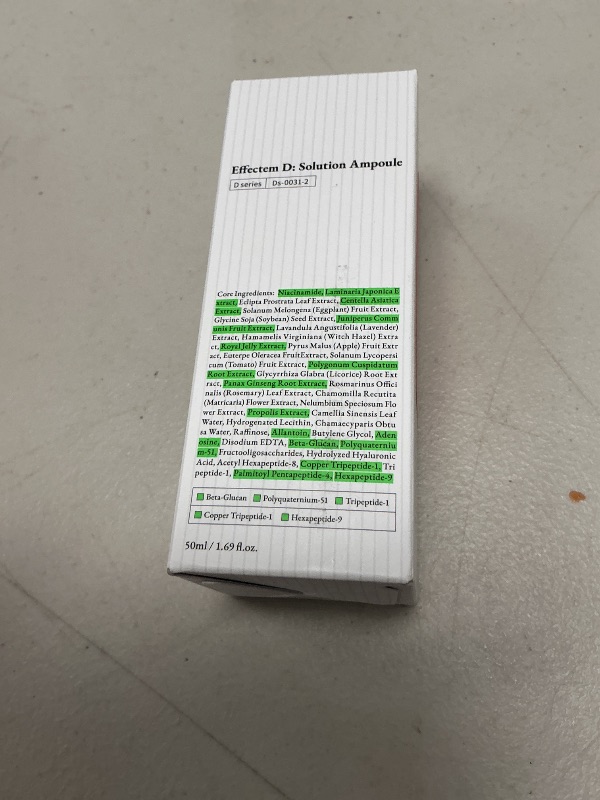 Effectem D: Solution Ampoule
D series Ds-0031-2
Core Ingredients: Niacinamide, Laminaria Japonica E
xtract, Eclipta Prostrata Leaf Extract, Centella Asiatica
Extract, Solanum Melongena (Eggplant) Fruit Extract,
Glycine Soja (Soybean) Seed Extract, Juniperus Comm
unis Fruit Extract, Lavandula Angustifolia (Lavender)
Extract, Hamamelis Virginiana (Witch Hazel) Extra
ct, Royal Jelly Extract, Pyrus Malus (Apple) Fruit Extr
act, Euterpe Oleracea FruitExtract, Solanum Lycopersi
cum (Tomato) Fruit Extract, Polygonum Cuspidatum
Root Extract, Glycyrrhiza Glabra (Licorice) Root Ext
ract, Panax Ginseng Root Extract, Rosmarinus Offici
nalis (Rosemary) Leaf Extract, Chamomilla Recutita
(Matricaria) Flower Extract, Nelumbium Speciosum Flo
wer Extract, Propolis Extract, Camellia Sinensis Leaf
Water, Hydrogenated Lecithin, Chamaecyparis Obtu
sa Water, Raffinose, Allantoin, Butylene Glycol, Aden
osine, Disodium EDTA, Beta-Glucan, Polyquaterniu
m-51, Fructooligosaccharides, Hydrolyzed Hyaluronic
Acid, Acetyl Hexapeptide-8, Copper Tripeptide-1, Tri
peptide-1, Palmitoyl Pentapeptide-4, Hexapeptide-9
Beta-Glucan Polyquaternium-51 Tripeptide-1
Copper Tripeptide-1 Hexapeptide-9
50ml / 1.69 fl.oz.